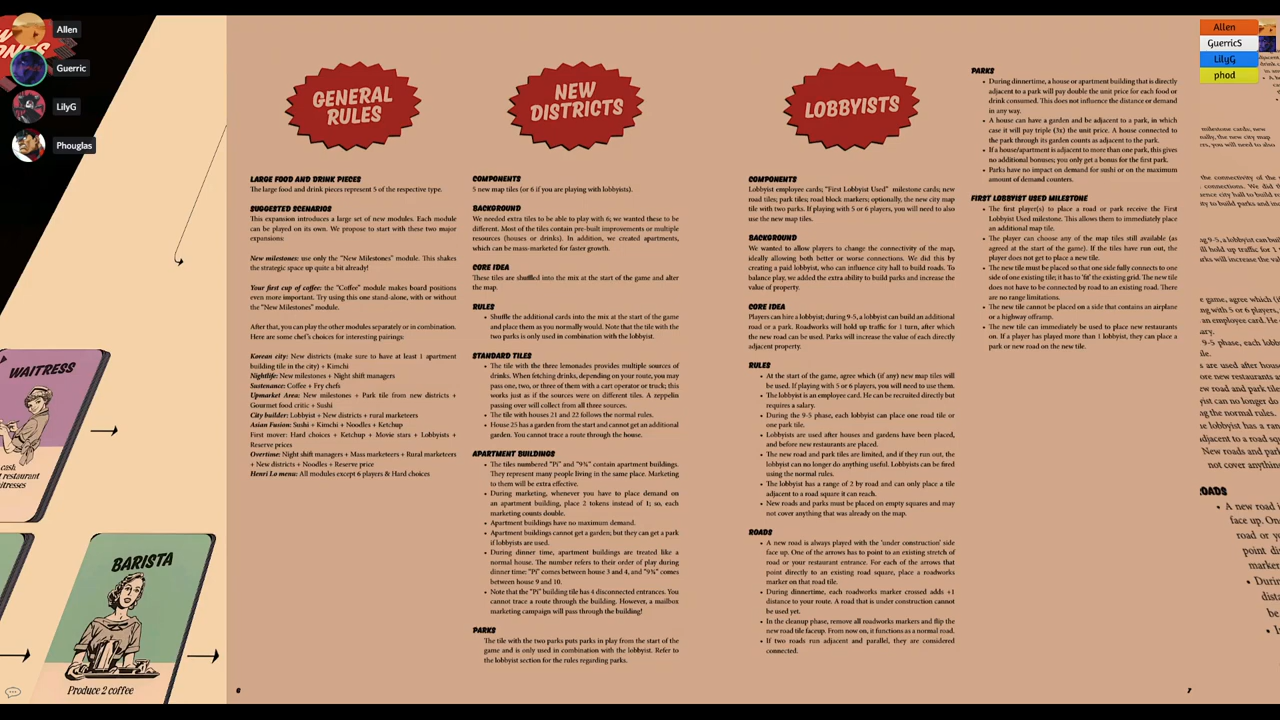 Allen
Guerric
LilyG
Phouglas
WAITRESS
BARISTA
Produce 2 coffee
GENERAL
RULES
LARGE FOOD AND DRINK PIECES
The large food and drink pieces represent 5 of the respective type.
SUGGESTED SCENARIOS
This expansion introduces a large set of new modules. Each module
can be played on its own. We propose to start with these two major
expansions:
New milestones: use only the "New Milestones" module. This shakes
the strategic space up quite a bit already!
Your first cup of coffee: the "Coffee" module makes board positions
even more important. Try using this one stand-alone, with or without
the "New Milestones" module.
After that, you can play the other modules separately or in combination.
Here are some chef's choices for interesting pairings:
Korean city: New districts (make sure to have at least 1 apartment
building tile in the city) + Kimchi
Nightlife: New milestones + Night shift managers
Sustenance: Coffee + Fry chefs
Upmarket Area: New milestones + Park tile from new districts +
Gourmet food critic + Sushi
City builder: Lobbyist + New districts + rural marketeers
Asian Fusion: Sushi + Kimchi + Noodles + Ketchup
First mover: Hard choices + Ketchup + Movie stars + Lobbyists +
Reserve prices
Overtime: Night shift managers + Mass marketeers + Rural marketeers
+ New districts + Noodles + Reserve price
Henri Lo menu: All modules except 6 players & Hard choices
6
NEW
DISTRICTS
COMPONENTS
5 new map tiles (or 6 if you are playing with lobbyists).
BACKGROUND
We needed extra tiles to be able to play with 6; we wanted these to be
different. Most of the tiles contain pre-built improvements or multiple
resources (houses or drinks). In addition, we created apartments,
which can be mass-marketed for faster growth.
CORE IDEA
These tiles are shuffled into the mix at the start of the game and alter
the map.
RULES
• Shuffle the additional cards into the mix at the start of the game
and place them as you normally would. Note that the tile with the
two parks is only used in combination with the lobbyist.
STANDARD TILES
• The tile with the three lemonades provides multiple sources of
drinks. When fetching drinks, depending on your route, you may
pass one, two, or three of them with a cart operator or truck; this
works just as if the sources were on different tiles. A zeppelin
passing over will collect from all three sources.
• The tile with houses 21 and 22 follows the normal rules.
• House 25 has a garden from the start and cannot get an additional
garden. You cannot trace a route through the house.
APARTMENT BUILDINGS
• The tiles numbered "Pi" and "9¾" contain apartment buildings.
They represent many people living in the same place. Marketing
to them will be extra effective.
• During marketing, whenever you have to place demand on
an apartment building, place 2 tokens instead of 1; so, each
marketing counts double.
• Apartment buildings have no maximum demand.
• Apartment buildings cannot get a garden; but they can get a park
if lobbyists are used.
• During dinner time, apartment buildings are treated like a
normal house. The number refers to their order of play during
dinner time: "Pi" comes between house 3 and 4, and "9¾" comes
between house 9 and 10.
• Note that the "Pi" building tile has 4 disconnected entrances. You
cannot trace a route through the building. However, a mailbox
marketing campaign will pass through the building!
PARKS
The tile with the two parks puts parks in play from the start of the
game and is only used in combination with the lobbyist. Refer to
the lobbyist section for the rules regarding parks.
LOBBYISTS
COMPONENTS
Lobbyist employee cards; "First Lobbyist Used" milestone cards; new
road tiles; park tiles; road block markers; optionally, the new city map
tile with two parks. If playing with 5 or 6 players, you will need to also
use the new map tiles.
BACKGROUND
We wanted to allow players to change the connectivity of the map,
ideally allowing both better or worse connections. We did this by
creating a paid lobbyist, who can influence city hall to build roads. To
balance play, we added the extra ability to build parks and increase the
value of property.
CORE IDEA
Players can hire a lobbyist; during 9-5, a lobbyist can build an additional
road or a park. Roadworks will hold up traffic for 1 turn, after which
the new road can be used. Parks will increase the value of each directly
adjacent property.
RULES
• At the start of the game, agree which (if any) new map tiles will
be used. If playing with 5 or 6 players, you will need to use them.
• The lobbyist is an employee card. He can be recruited directly but
requires a salary.
• During the 9-5 phase, each lobbyist can place one road tile or
one park tile.
• Lobbyists are used after houses and gardens have been placed,
and before new restaurants are placed.
• The new road and park tiles are limited, and if they run out, the
lobbyist can no longer do anything useful. Lobbyists can be fired
using the normal rules.
• The lobbyist has a range of 2 by road and can only place a tile
adjacent to a road square it can reach.
• New roads and parks must be placed on empty squares and may
not cover anything that was already on the map.
ROADS
• A new road is always played with the 'under construction' side
face up. One of the arrows has to point to an existing stretch of
road or your restaurant entrance. For each of the arrows that
point directly to an existing road square, place a roadworks
marker on that road tile.
• During dinnertime, each roadworks marker crossed adds +1
distance to your route. A road that is under construction cannot
be used yet.
• In the cleanup phase, remove all roadworks markers and flip the
new road tile faceup. From now on, it functions as a normal road.
• If two roads run adjacent and parallel, they are considered
connected.
PARKS
• During dinnertime, a house or apartment building that is directly
adjacent to a park will pay double the unit price for each food or
drink consumed. This does not influence the distance or demand
in any way.
• A house can have a garden and be adjacent to a park, in which
case it will pay triple (3x) the unit price. A house connected to
the park through its garden counts as adjacent to the park.
• If a house/apartment is adjacent to more than one park, this gives
no additional bonuses; you only get a bonus for the first park.
• Parks have no impact on demand for sushi or on the maximum
amount of demand counters.
FIRST LOBBYIST USED MILESTONE
• The first player(s) to place a road or park receive the First
Lobbyist Used milestone. This allows them to immediately place
an additional map tile.
• The player can choose any of the map tiles still available (as
agreed at the start of the game). If the tiles have run out, the
player does not get to place a new tile.
• The new tile must be placed so that one side fully connects to one
side of one existing tile; it has to 'fit' the existing grid. The new tile
does not have to be connected by road to an existing road. There
are no range limitations.
• The new tile cannot be placed on a side that contains an airplane
or a highway offramp.
• The new tile can immediately be used to place new restaurants
on. If a player has played more than 1 lobbyist, they can place
a park or new road on the new tile.
7
Allen
GuerricS
LilyG
phod